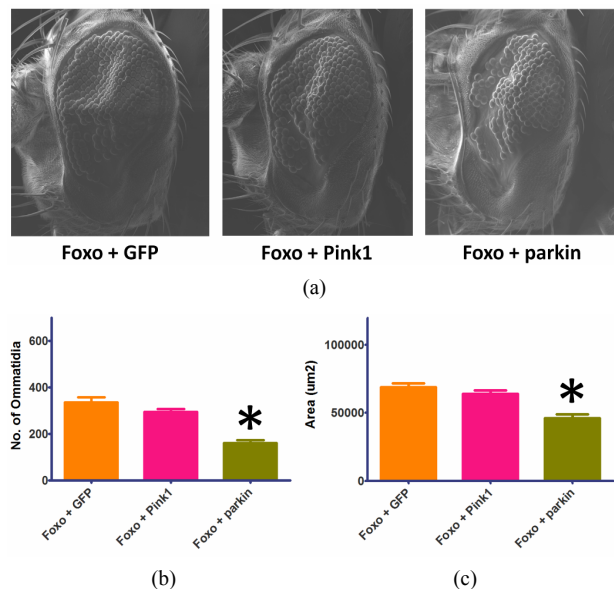 Foxo + GFP
Foxo + Pink1
Foxo + parkin
(a)
No. of Ommatidia
600
400
200
0
*
Foxo + GFP
Foxo + Pink1
Foxo + parkin
(b)
Area (um2)
100000
50000
0
*
Foxo + GFP
Foxo + Pink1
Foxo + parkin
(c)